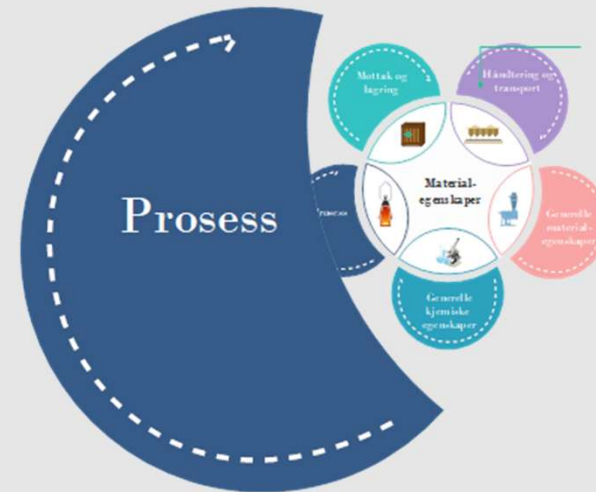 Prosess
Mottak og
lagring
Håndtering og
transport
Material-
egenskaper
Generelle
material-
egenskaper
Generelle
kjemiske
egenskaper